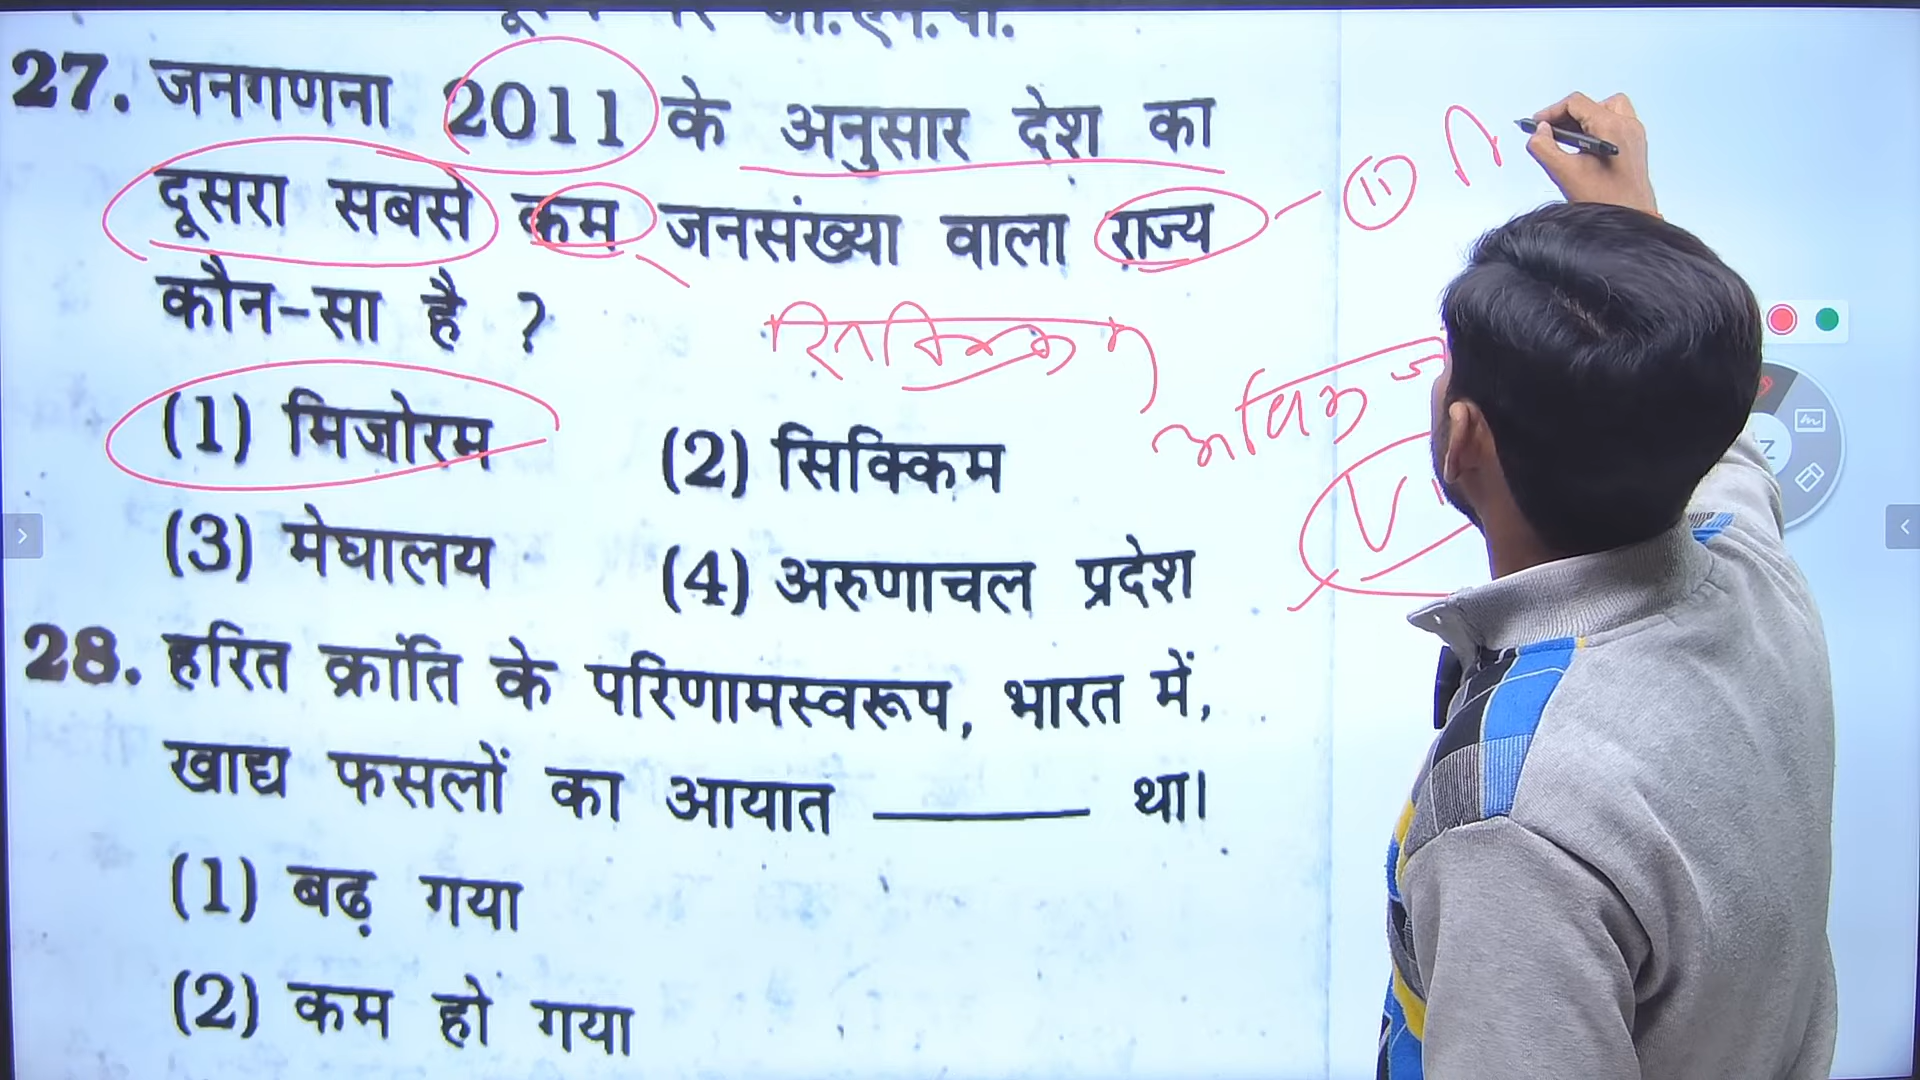 27. जनगणना 2011 के अनुसार देश का
दूसरा सबसे कम जनसंख्या वाला राज्य
कौन-सा है ?
(1) मिजोरम
(2) सिक्किम
(3) मेघालय
(4) अरुणाचल प्रदेश
28. हरित क्रांति के परिणामस्वरूप, भारत में,
खाद्य फसलों का आयात ______ था।
(1) बढ़ गया
(2) कम हो गया
सिक्किम
11